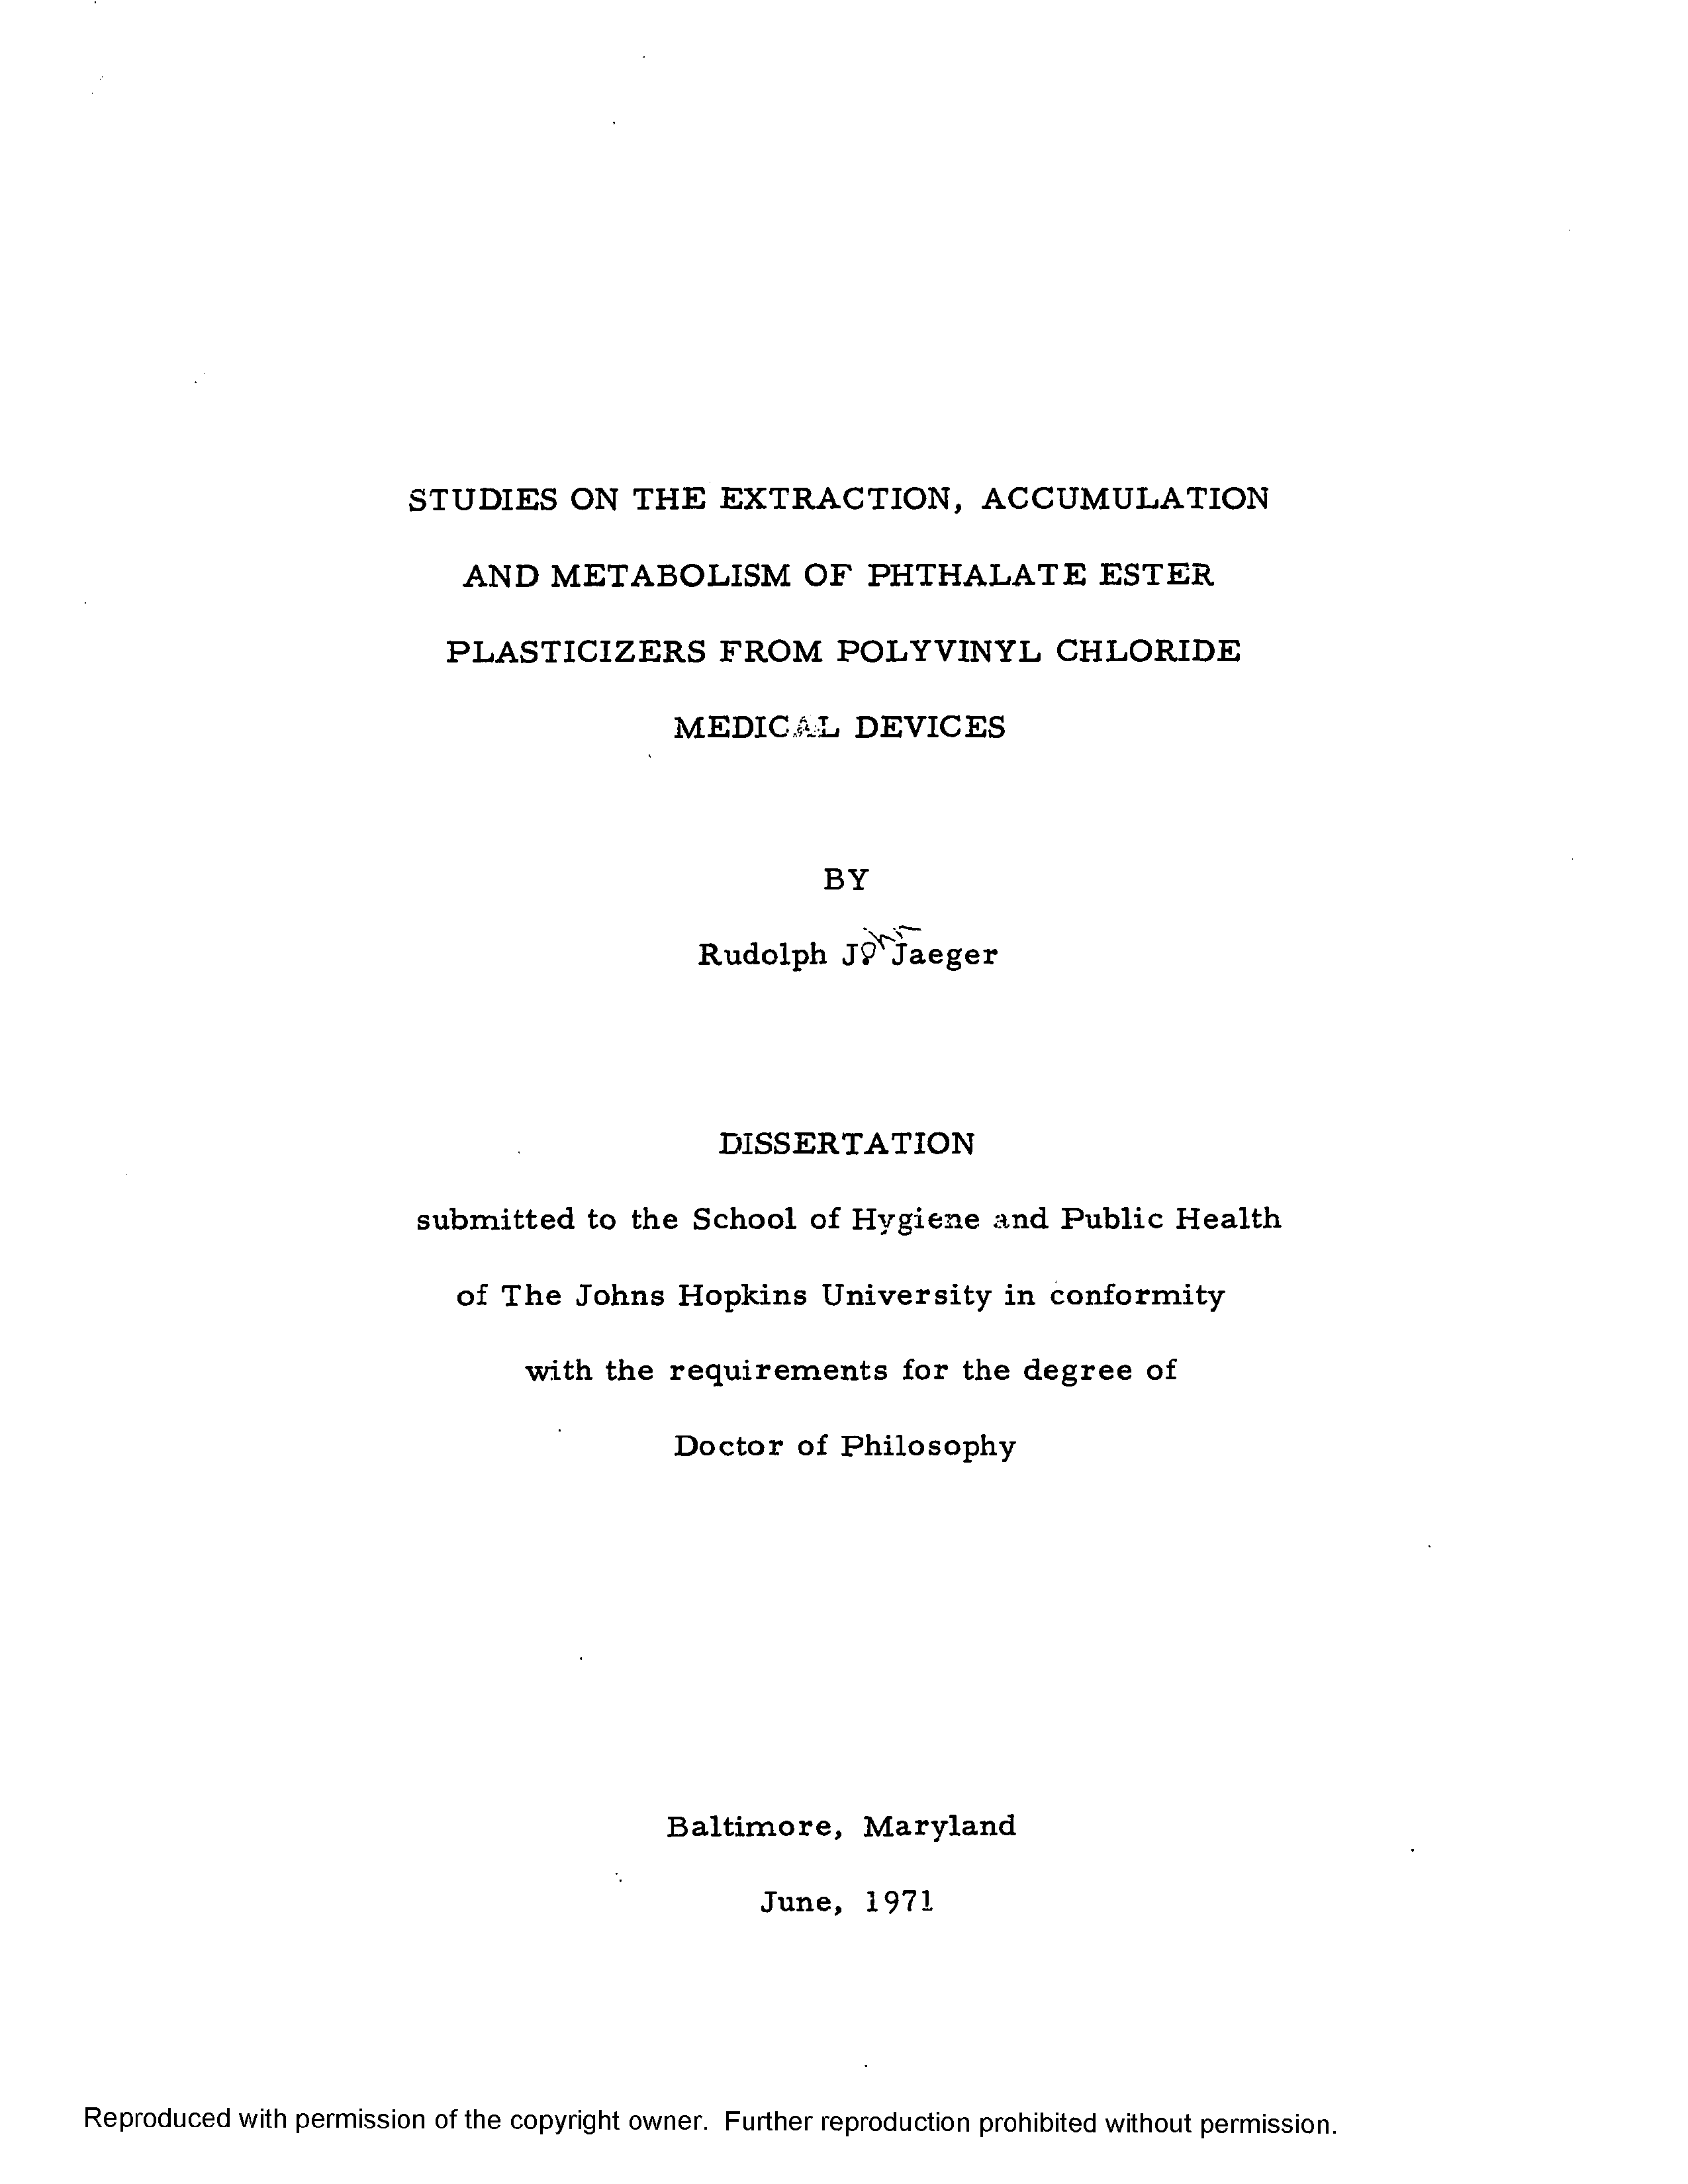 STUDIES ON THE EXTRACTION, ACCUMULATION
AND METABOLISM OF PHTHALATE ESTER
PLASTICIZERS FROM POLYVINYL CHLORIDE
MEDICAL DEVICES
BY
Rudolph John Jaeger
DISSERTATION
submitted to the School of Hygiene and Public Health
of The Johns Hopkins University in conformity
with the requirements for the degree of
Doctor of Philosophy
Baltimore, Maryland
June, 1971
Reproduced with permission of the copyright owner. Further reproduction prohibited without permission.